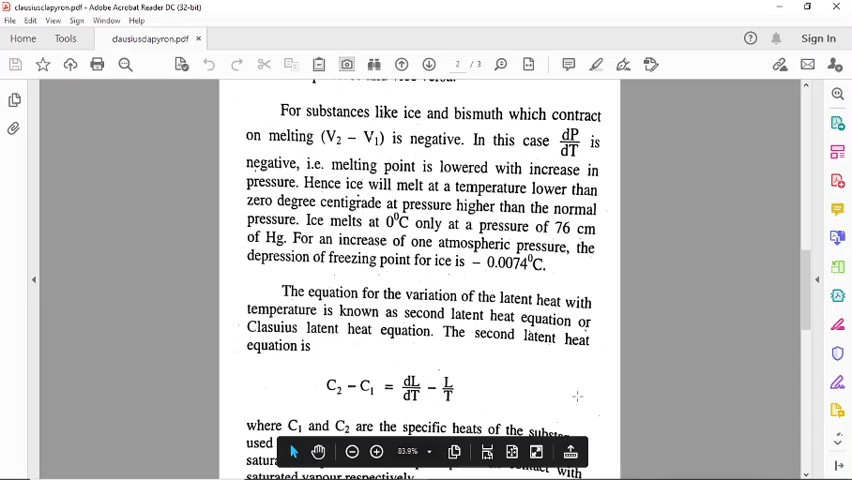 clausiusclapyron.pdf - Adobe Acrobat Reader DC (32-bit)
File Edit View Sign Window Help
Home Tools clausiusclapyron.pdf × Sign In
2 / 3
For substances like ice and bismuth which contract
on melting (V₂ – V₁) is negative. In this case dP/dT is
negative, i.e. melting point is lowered with increase in
pressure. Hence ice will melt at a temperature lower than
zero degree centigrade at pressure higher than the normal
pressure. Ice melts at 0⁰C only at a pressure of 76 cm
of Hg. For an increase of one atmospheric pressure, the
depression of freezing point for ice is – 0.0074⁰C.
The equation for the variation of the latent heat with
temperature is known as second latent heat equation or
Clasuius latent heat equation. The second latent heat
equation is
C₂ – C₁ = dL/dT – L/T
where C₁ and C₂ are the specific heats of the
used
83.9%
contact with
saturated vapour respectively